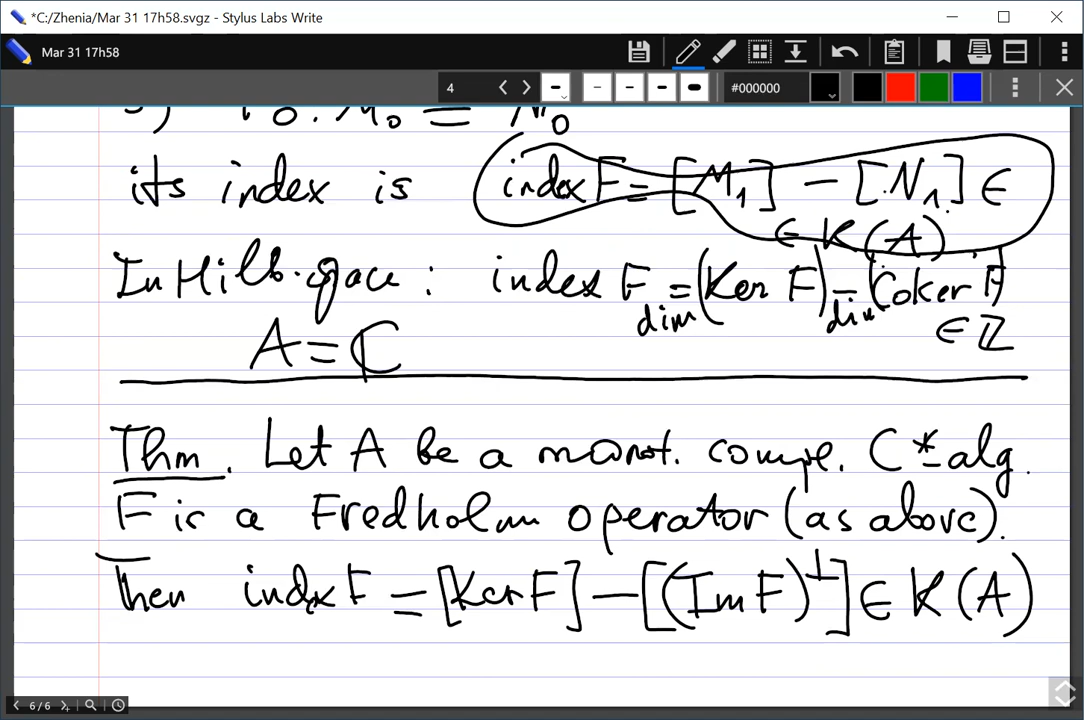 *C:/Zhenia/Mar 31 17h58.svgz - Stylus Labs Write
Mar 31 17h58
4
#000000
its index is index F = [M₁] - [N₁] ∈
∈ K(A)
In Hilb. space : index F = dim(Ker F) - dim(Coker F)
∈ ℤ
A = ℂ
Thm. Let A be a monot. compl. C*-alg.
F is a Fredholm operator (as above).
Then index F = [Ker F] - [(Im F)^⊥] ∈ K(A)
6/6